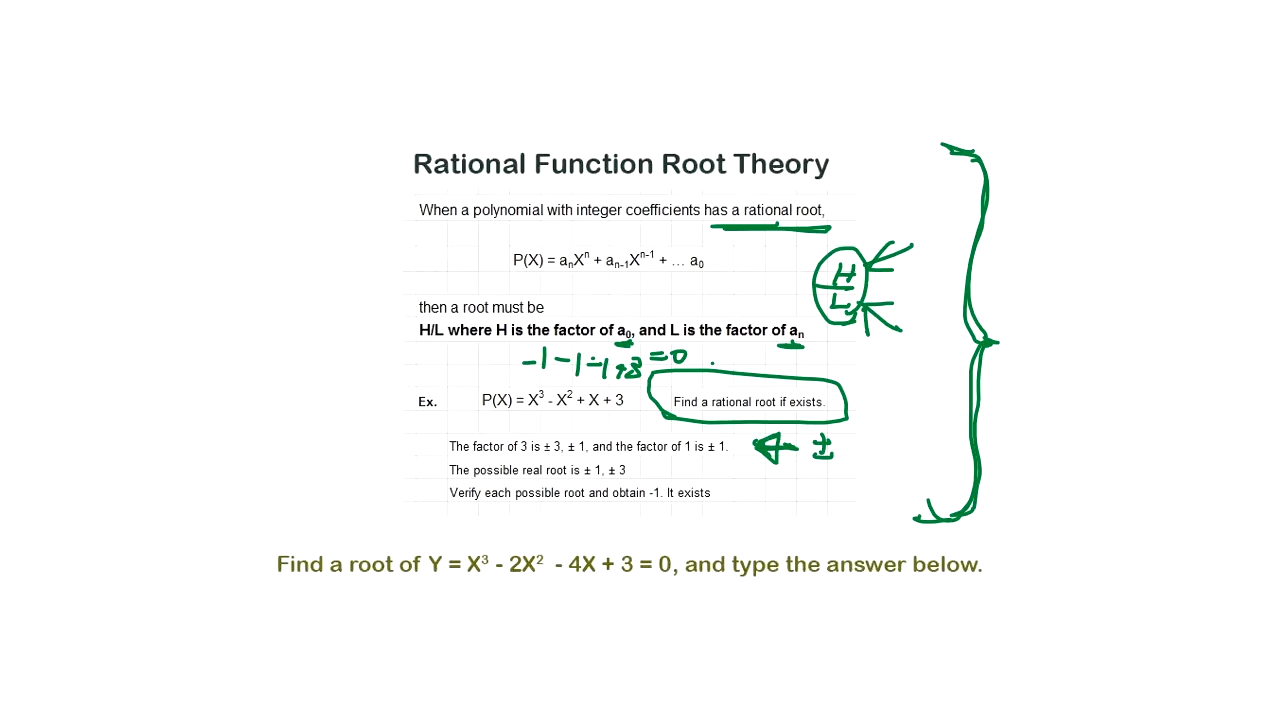 Rational Function Root Theory
When a polynomial with integer coefficients has a rational root,
P(X) = aₙXⁿ + aₙ₋₁Xⁿ⁻¹ + … a₀
H
L
then a root must be
H/L where H is the factor of a₀, and L is the factor of aₙ
-1 -1 -1 +3 = 0
Ex. P(X) = X³ - X² + X + 3 Find a rational root if exists.
The factor of 3 is ± 3, ± 1, and the factor of 1 is ± 1. ±
The possible real root is ± 1, ± 3
Verify each possible root and obtain -1. It exists
Find a root of Y = X³ - 2X² - 4X + 3 = 0, and type the answer below.